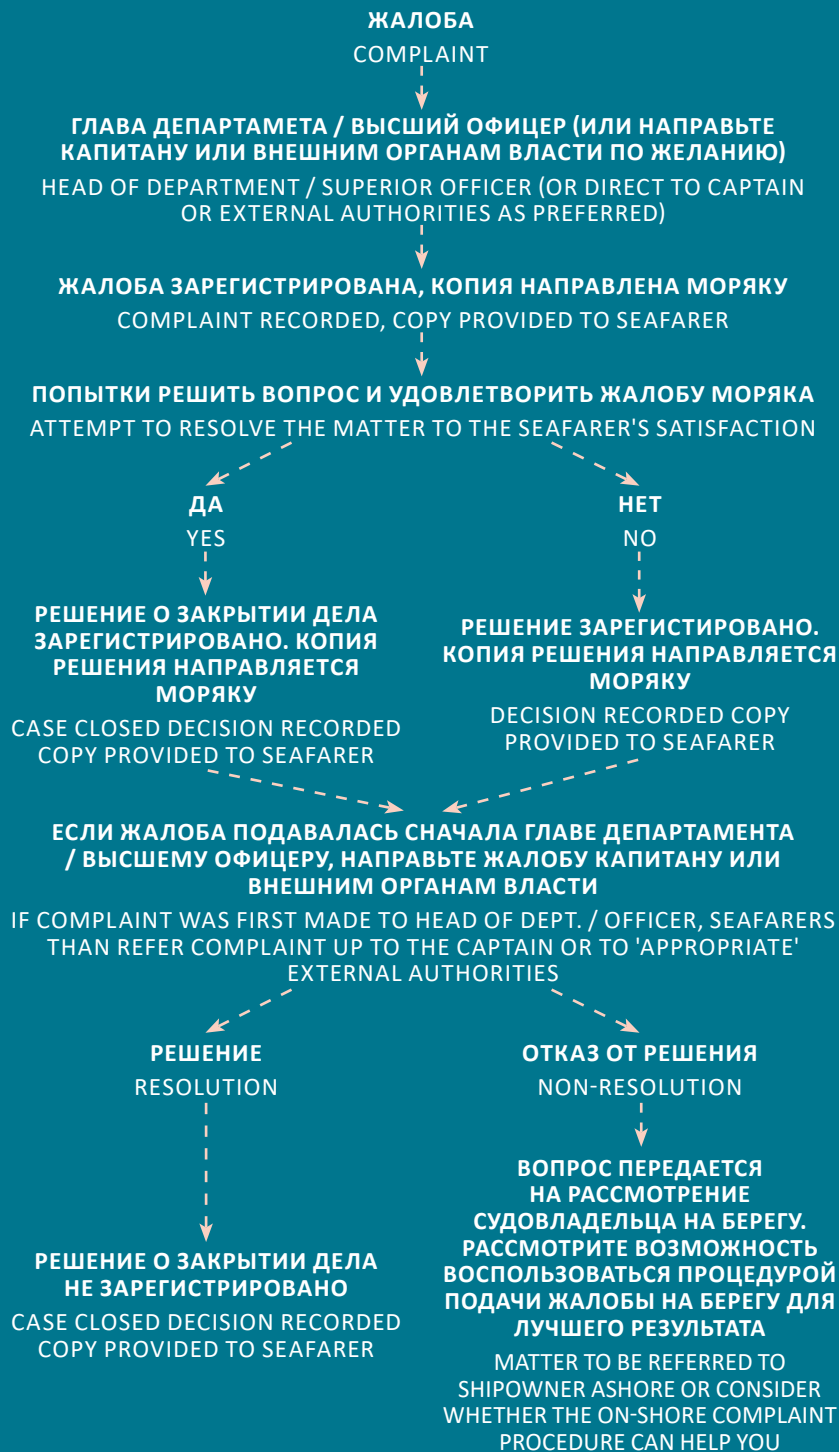 ЖАЛОБА
COMPLAINT
ГЛАВА ДЕПАРТАМЕТА / ВЫСШИЙ ОФИЦЕР (ИЛИ НАПРАВЬТЕ
КАПИТАНУ ИЛИ ВНЕШНИМ ОРГАНАМ ВЛАСТИ ПО ЖЕЛАНИЮ)
HEAD OF DEPARTMENT / SUPERIOR OFFICER (OR DIRECT TO CAPTAIN
OR EXTERNAL AUTHORITIES AS PREFERRED)
ЖАЛОБА ЗАРЕГИСТРИРОВАНА, КОПИЯ НАПРАВЛЕНА МОРЯКУ
COMPLAINT RECORDED, COPY PROVIDED TO SEAFARER
ПОПЫТКИ РЕШИТЬ ВОПРОС И УДОВЛЕТВОРИТЬ ЖАЛОБУ МОРЯКА
ATTEMPT TO RESOLVE THE MATTER TO THE SEAFARER'S SATISFACTION
ДА
YES
РЕШЕНИЕ О ЗАКРЫТИИ ДЕЛА
ЗАРЕГИСТРИРОВАНО. КОПИЯ
РЕШЕНИЯ НАПРАВЛЯЕТСЯ
МОРЯКУ
CASE CLOSED DECISION RECORDED
COPY PROVIDED TO SEAFARER
НЕТ
NO
РЕШЕНИЕ ЗАРЕГИСТИРОВАНО.
КОПИЯ РЕШЕНИЯ НАПРАВЛЯЕТСЯ
МОРЯКУ
DECISION RECORDED COPY
PROVIDED TO SEAFARER
ЕСЛИ ЖАЛОБА ПОДАВАЛАСЬ СНАЧАЛА ГЛАВЕ ДЕПАРТАМЕНТА
/ ВЫСШЕМУ ОФИЦЕРУ, НАПРАВЬТЕ ЖАЛОБУ КАПИТАНУ ИЛИ
ВНЕШНИМ ОРГАНАМ ВЛАСТИ
IF COMPLAINT WAS FIRST MADE TO HEAD OF DEPT. / OFFICER, SEAFARERS
THAN REFER COMPLAINT UP TO THE CAPTAIN OR TO 'APPROPRIATE'
EXTERNAL AUTHORITIES
РЕШЕНИЕ
RESOLUTION
РЕШЕНИЕ О ЗАКРЫТИИ ДЕЛА
НЕ ЗАРЕГИСТРИРОВАНО
CASE CLOSED DECISION RECORDED
COPY PROVIDED TO SEAFARER
ОТКАЗ ОТ РЕШЕНИЯ
NON-RESOLUTION
ВОПРОС ПЕРЕДАЕТСЯ
НА РАССМОТРЕНИЕ
СУДОВЛАДЕЛЬЦА НА БЕРЕГУ.
РАССМОТРИТЕ ВОЗМОЖНОСТЬ
ВОСПОЛЬЗОВАТЬСЯ ПРОЦЕДУРОЙ
ПОДАЧИ ЖАЛОБЫ НА БЕРЕГУ ДЛЯ
ЛУЧШЕГО РЕЗУЛЬТАТА
MATTER TO BE REFERRED TO
SHIPOWNER ASHORE OR CONSIDER
WHETHER THE ON-SHORE COMPLAINT
PROCEDURE CAN HELP YOU